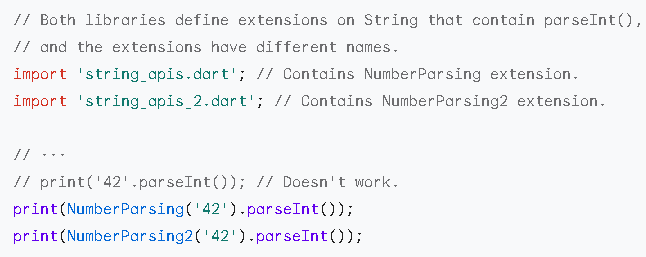 // Both libraries define extensions on String that contain parseInt(),
// and the extensions have different names.
import 'string_apis.dart'; // Contains NumberParsing extension.
import 'string_apis_2.dart'; // Contains NumberParsing2 extension.
// ···
// print('42'.parseInt()); // Doesn't work.
print(NumberParsing('42').parseInt());
print(NumberParsing2('42').parseInt());